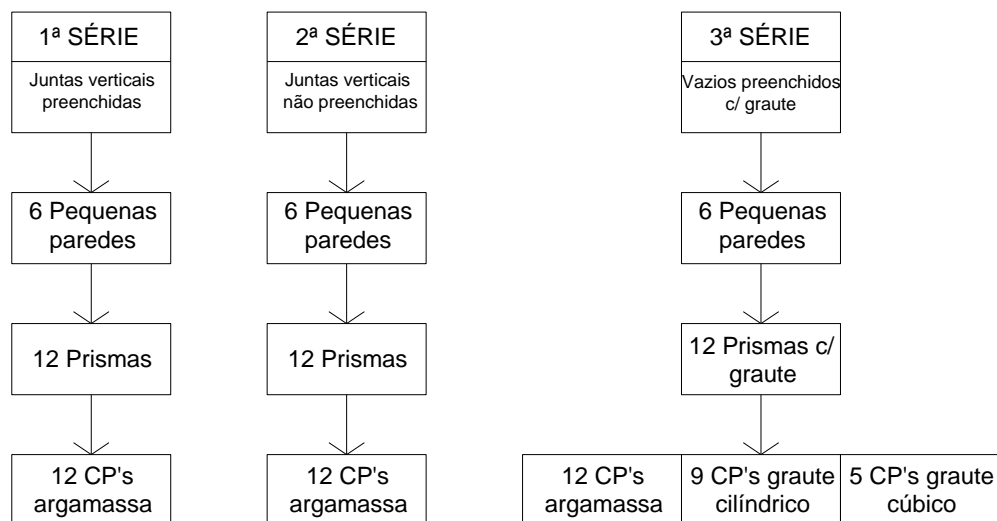 1ª SÉRIE
Juntas verticais
preenchidas
6 Pequenas
paredes
12 Prismas
12 CP's
argamassa
2ª SÉRIE
Juntas verticais
não preenchidas
6 Pequenas
paredes
12 Prismas
12 CP's
argamassa
3ª SÉRIE
Vazios preenchidos
c/ graute
6 Pequenas
paredes
12 Prismas c/
graute
12 CP's
argamassa
9 CP's graute
cilíndrico
5 CP's graute
cúbico